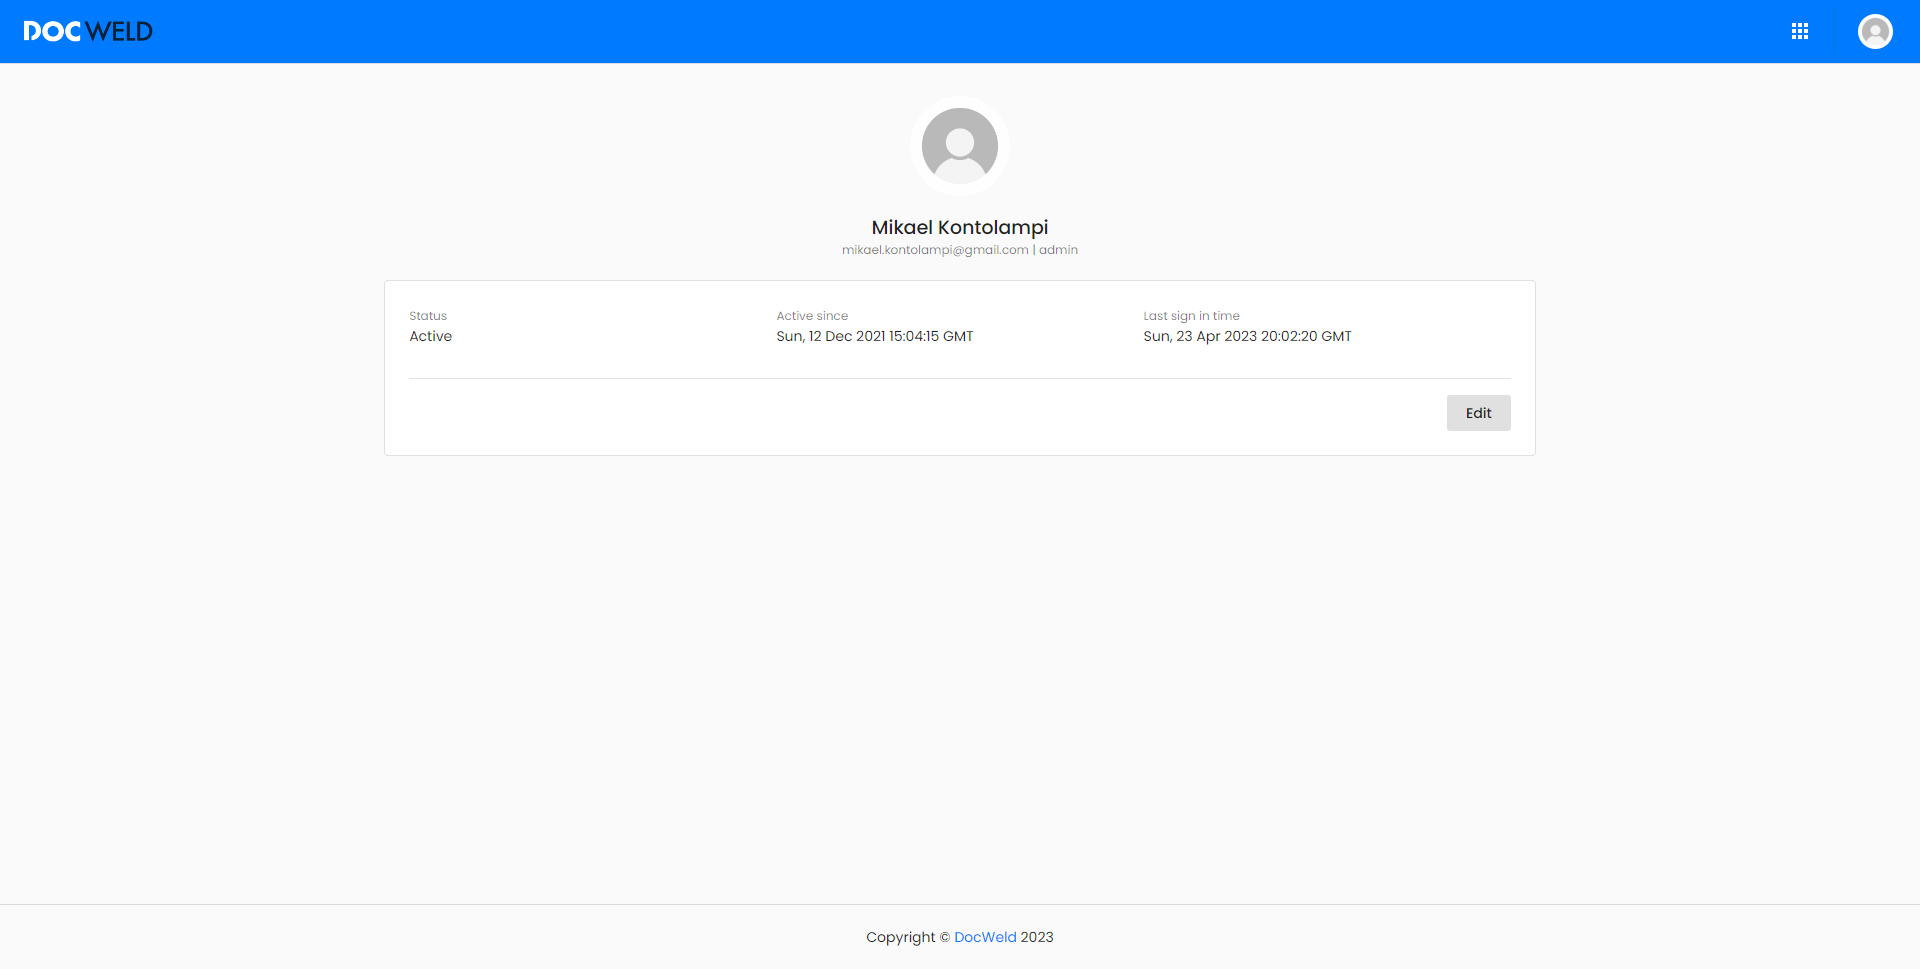 DOCWELD
Mikael Kontolampi
mikael.kontolampi@gmail.com | admin
Status
Active
Active since
Sun, 12 Dec 2021 15:04:15 GMT
Last sign in time
Sun, 23 Apr 2023 20:02:20 GMT
Edit
Copyright © DocWeld 2023